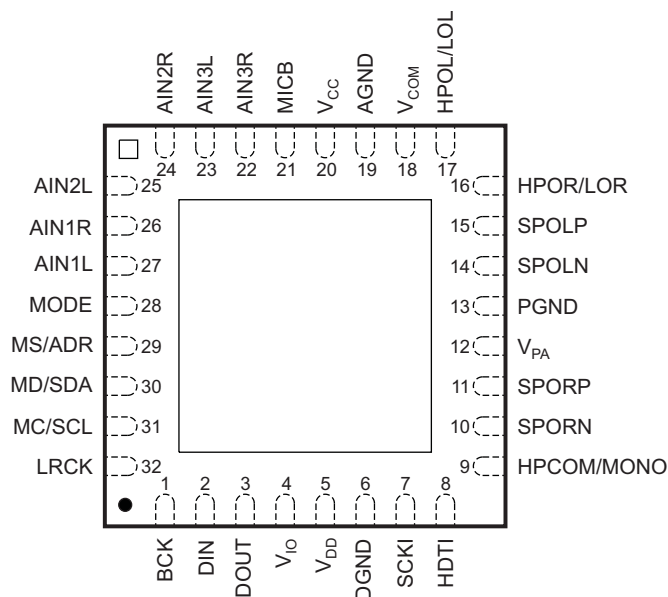 AIN2R
AIN3L
AIN3R
MICB
VCC
AGND
VCOM
HPOL/LOL
24 23 22 21 20 19 18 17
AIN2L 25
AIN1R 26
AIN1L 27
MODE 28
MS/ADR 29
MD/SDA 30
MC/SCL 31
LRCK 32
16 HPOR/LOR
15 SPOLP
14 SPOLN
13 PGND
12 VPA
11 SPORP
10 SPORN
9 HPCOM/MONO
1 2 3 4 5 6 7 8
BCK
DIN
DOUT
VIO
VDD
DGND
SCKI
HDTI